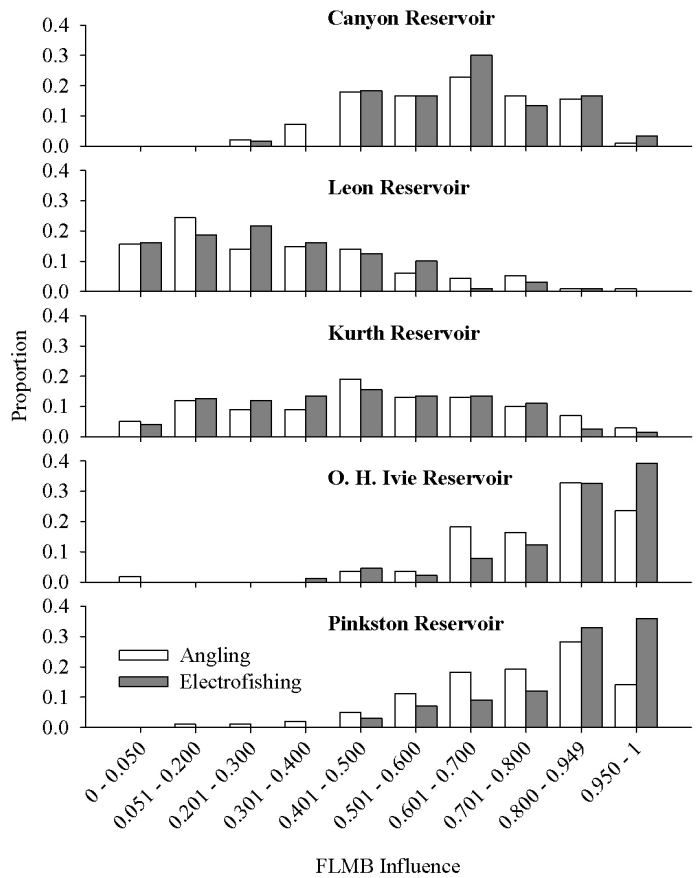 Canyon Reservoir
0.4
0.3
0.2
0.1
0.0
Leon Reservoir
0.4
0.3
0.2
0.1
0.0
Kurth Reservoir
0.4
0.3
0.2
0.1
0.0
Proportion
O. H. Ivie Reservoir
0.4
0.3
0.2
0.1
0.0
Pinkston Reservoir
0.4
0.3
0.2
0.1
0.0
Angling
Electrofishing
0 - 0.050
0.051 - 0.200
0.201 - 0.300
0.301 - 0.400
0.401 - 0.500
0.501 - 0.600
0.601 - 0.700
0.701 - 0.800
0.800 - 0.949
0.950 - 1
FLMB Influence